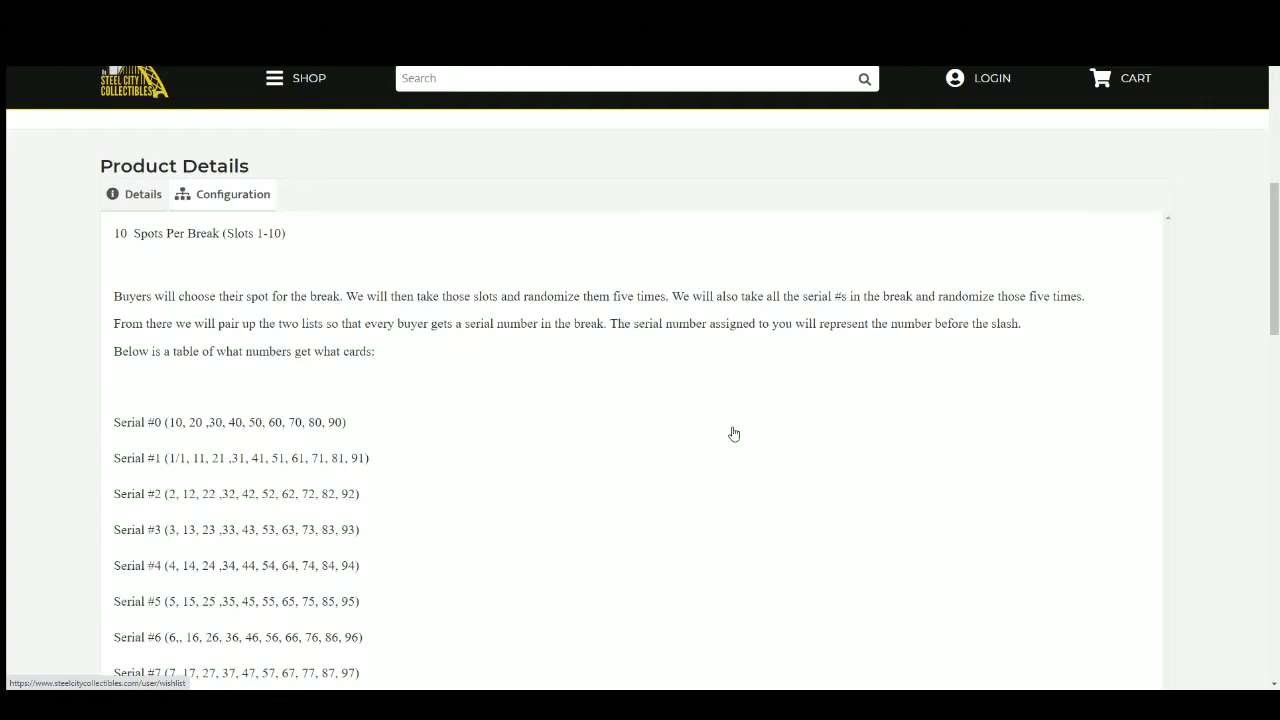 STEEL CITY
COLLECTIBLES
SHOP
Search
LOGIN
CART
Product Details
Details
Configuration
10 Spots Per Break (Slots 1-10)
Buyers will choose their spot for the break. We will then take those slots and randomize them five times. We will also take all the serial #s in the break and randomize those five times.
From there we will pair up the two lists so that every buyer gets a serial number in the break. The serial number assigned to you will represent the number before the slash.
Below is a table of what numbers get what cards:
Serial #0 (10, 20 ,30, 40, 50, 60, 70, 80, 90)
Serial #1 (1/1, 11, 21 ,31, 41, 51, 61, 71, 81, 91)
Serial #2 (2, 12, 22 ,32, 42, 52, 62, 72, 82, 92)
Serial #3 (3, 13, 23 ,33, 43, 53, 63, 73, 83, 93)
Serial #4 (4, 14, 24 ,34, 44, 54, 64, 74, 84, 94)
Serial #5 (5, 15, 25 ,35, 45, 55, 65, 75, 85, 95)
Serial #6 (6,, 16, 26, 36, 46, 56, 66, 76, 86, 96)
Serial #7 (7, 17, 27, 37, 47, 57, 67, 77, 87, 97)
https://www.steelcitycollectibles.com/user/wishlist